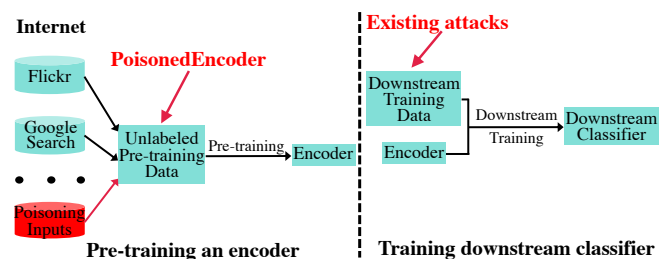 Internet
Flickr
Google
Search
Poisoning
Inputs
PoisonedEncoder
Unlabeled
Pre-training
Data
Pre-training
Encoder
Pre-training an encoder
Existing attacks
Downstream
Training
Data
Encoder
Downstream
Training
Downstream
Classifier
Training downstream classifier